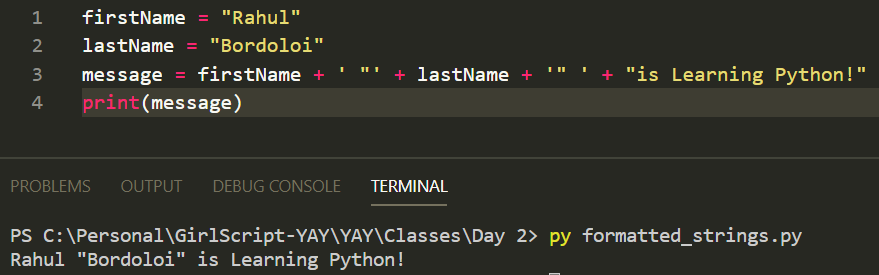 1 firstName = "Rahul"
2 lastName = "Bordoloi"
3 message = firstName + ' "' + lastName + '" ' + "is Learning Python!"
4 print(message)
PROBLEMS OUTPUT DEBUG CONSOLE TERMINAL
PS C:\Personal\GirlScript-YAY\YAY\Classes\Day 2> py formatted_strings.py
Rahul "Bordoloi" is Learning Python!